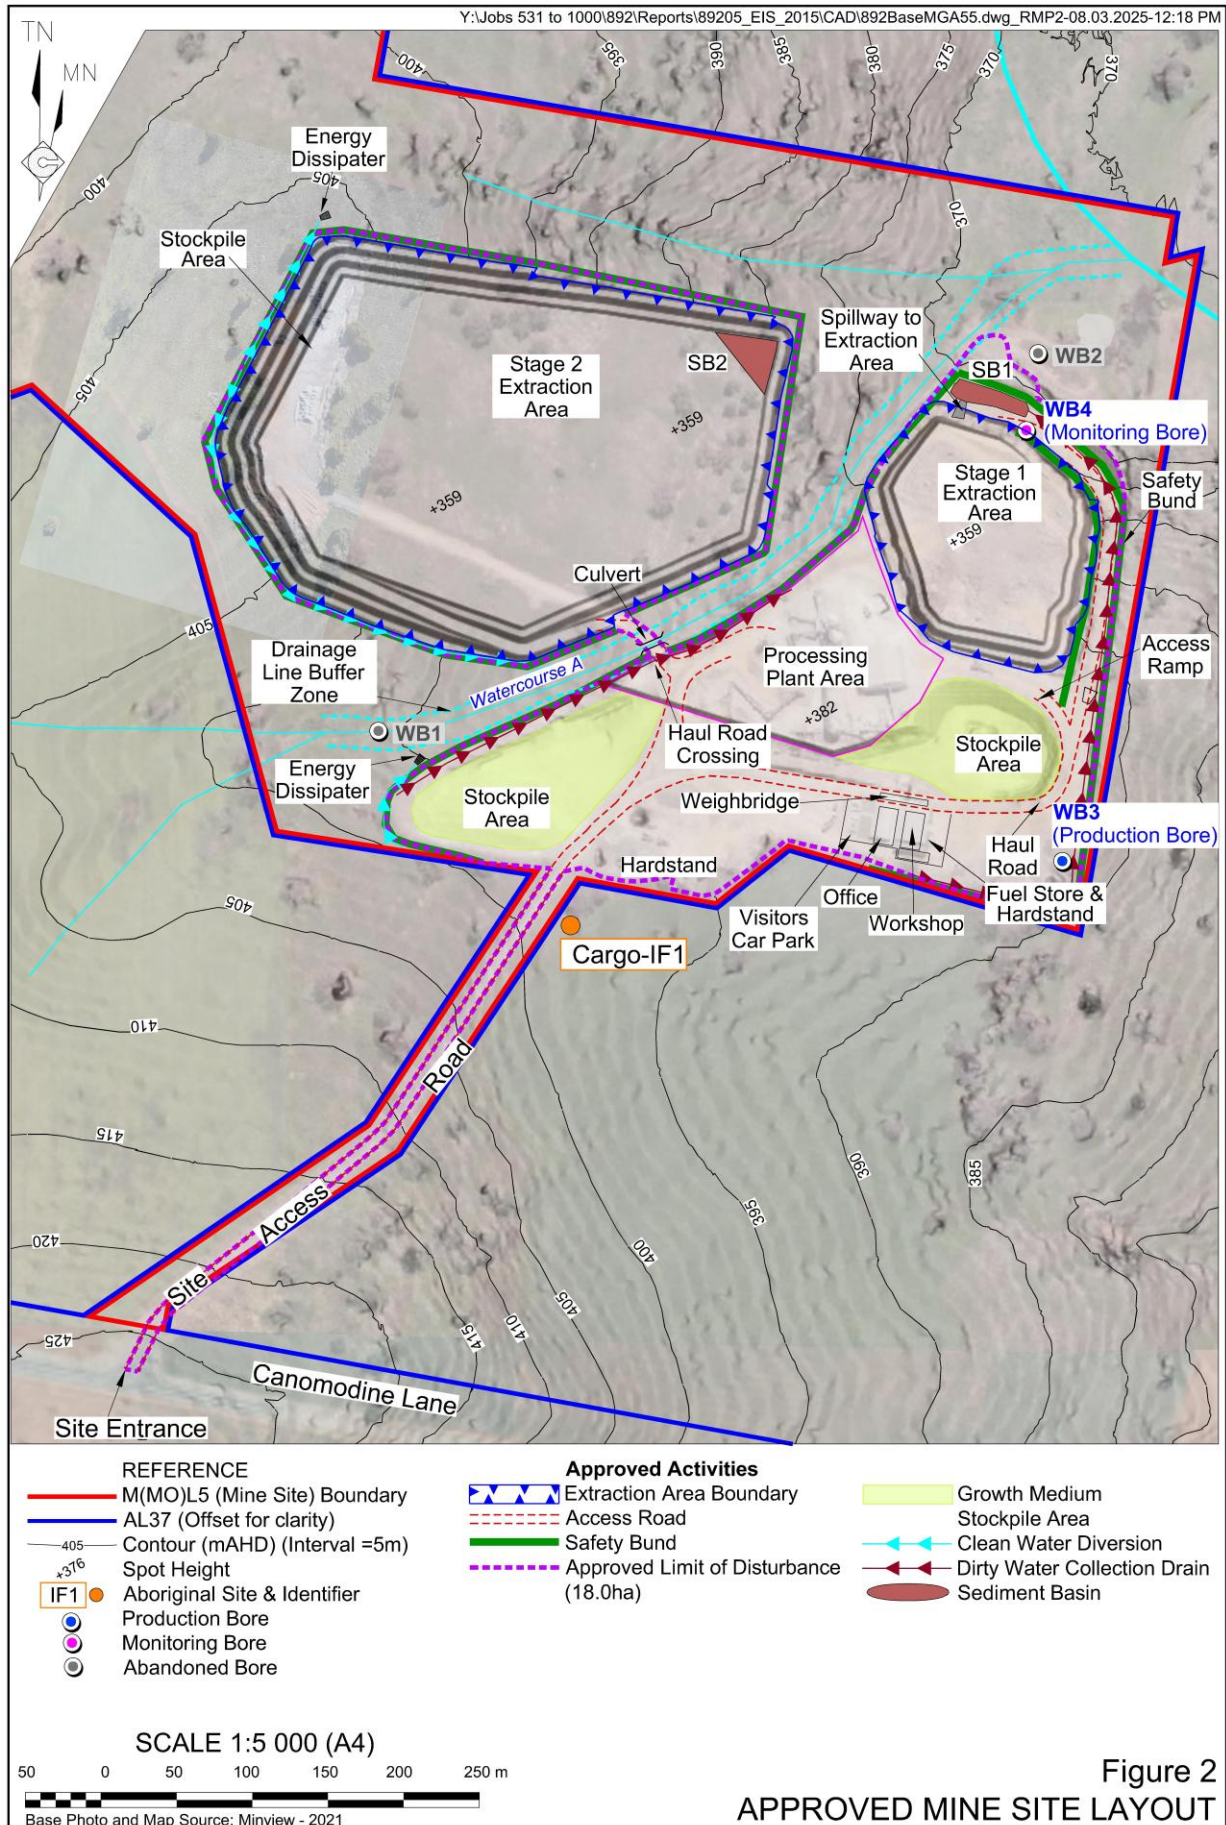 Y:\Jobs 531 to 1000\892\Reports\89205_EIS_2015\CAD\892BaseMGA55.dwg_RMP2-08.03.2025-12:18 PM
TN
MN
400
395
390
385
380
375
370
370
400
405
370
405
405
Energy
Dissipater
Stockpile
Area
Stage 2
Extraction
Area
SB2
+359
+359
Spillway to
Extraction
Area
SB1
WB2
WB4
(Monitoring Bore)
Stage 1
Extraction
Area
+359
Safety
Bund
Culvert
Drainage
Line Buffer
Zone
Watercourse A
Processing
Plant Area
+382
Access
Ramp
WB1
Energy
Dissipater
Stockpile
Area
Haul Road
Crossing
Stockpile
Area
Weighbridge
WB3
(Production Bore)
Haul
Road
Hardstand
Office
Visitors
Car Park
Workshop
Fuel Store &
Hardstand
Cargo-IF1
405
410
415
420
425
390
385
395
400
405
410
415
Site Access Road
Canomodine Lane
Site Entrance
REFERENCE
M(MO)L5 (Mine Site) Boundary
AL37 (Offset for clarity)
405
Contour (mAHD) (Interval =5m)
+376
Spot Height
IF1
Aboriginal Site & Identifier
Production Bore
Monitoring Bore
Abandoned Bore
Approved Activities
Extraction Area Boundary
Access Road
Safety Bund
Approved Limit of Disturbance
(18.0ha)
Growth Medium
Stockpile Area
Clean Water Diversion
Dirty Water Collection Drain
Sediment Basin
SCALE 1:5 000 (A4)
50 0 50 100 150 200 250 m
Base Photo and Map Source: Minview - 2021
Figure 2
APPROVED MINE SITE LAYOUT